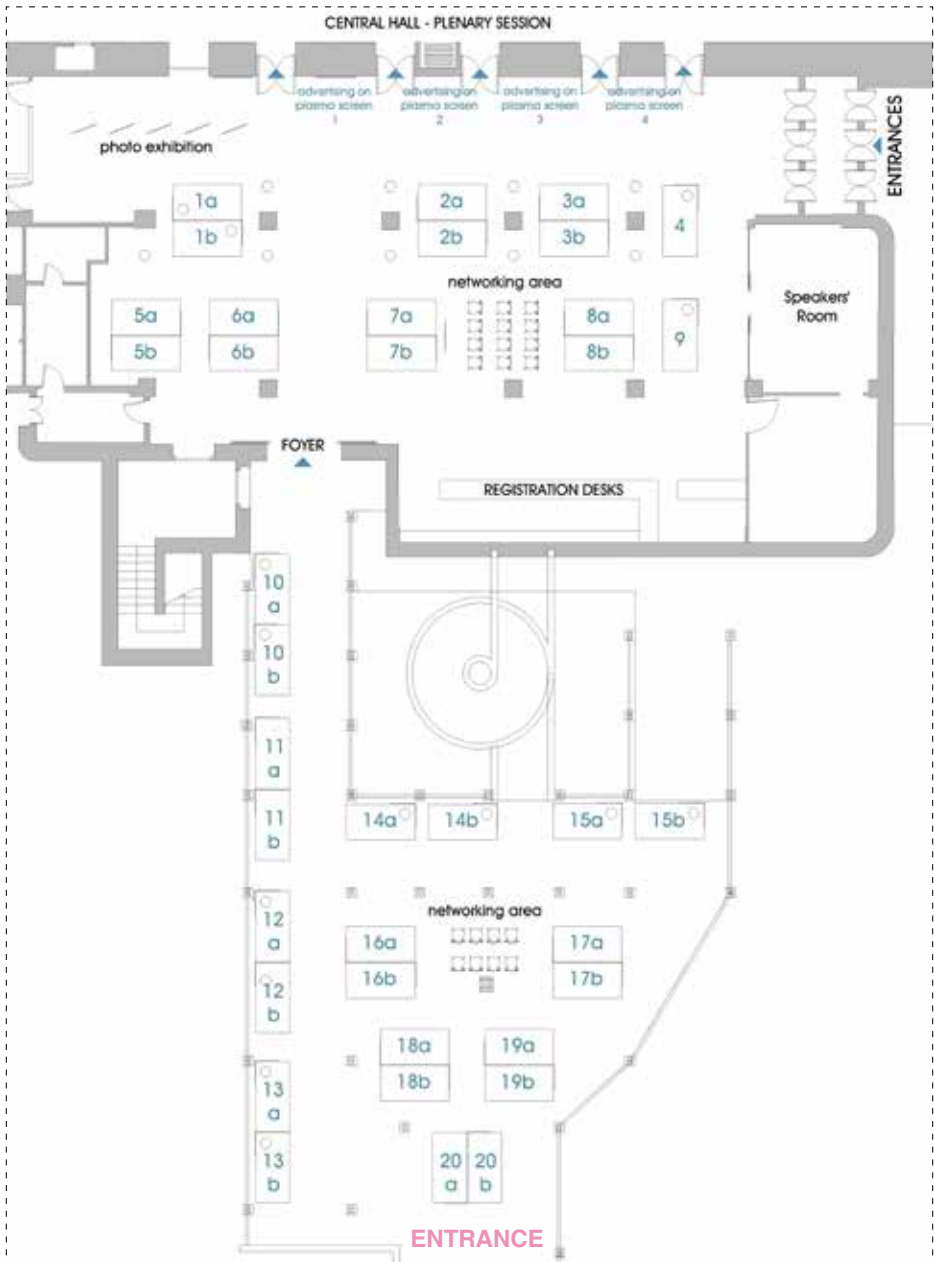 CENTRAL HALL - PLENARY SESSION
advertising on
plasma screen
1
advertising on
plasma screen
2
advertising on
plasma screen
3
advertising on
plasma screen
4
ENTRANCES
photo exhibition
1a
1b
2a
2b
3a
3b
4
networking area
Speakers'
Room
5a
5b
6a
6b
7a
7b
8a
8b
9
FOYER
REGISTRATION DESKS
10
a
10
b
11
a
11
b
14a
14b
15a
15b
12
a
12
b
networking area
16a
16b
17a
17b
18a
18b
19a
19b
13
a
13
b
20
a
20
b
ENTRANCE